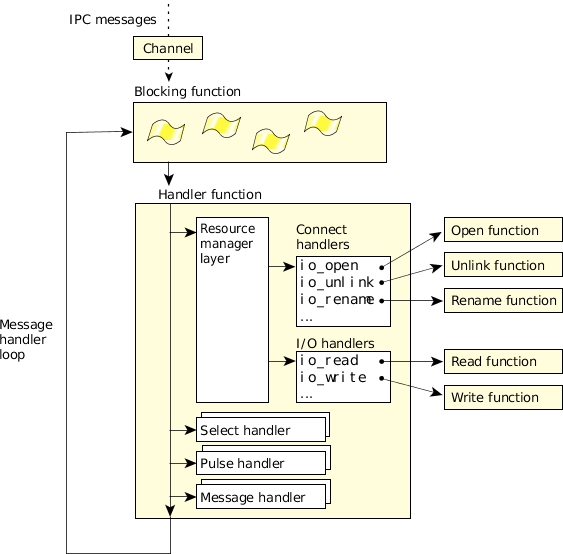 IPC messages
Channel
Blocking function
Handler function
Resource
manager
layer
Connect
handlers
io_open
io_unlink
io_rename
...
I/O handlers
io_read
io_write
...
Open function
Unlink function
Rename function
Read function
Write function
Message
handler
loop
Select handler
Pulse handler
Message handler